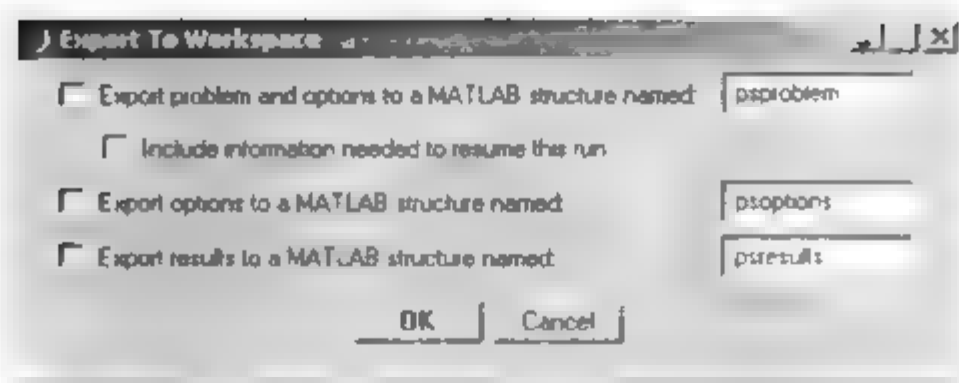 Export To Workspace
Export problem and options to a MATLAB structure named: psproblem
Include information needed to resume this run
Export options to a MATLAB structure named: psoptions
Export results to a MATLAB structure named: psresults
OK Cancel